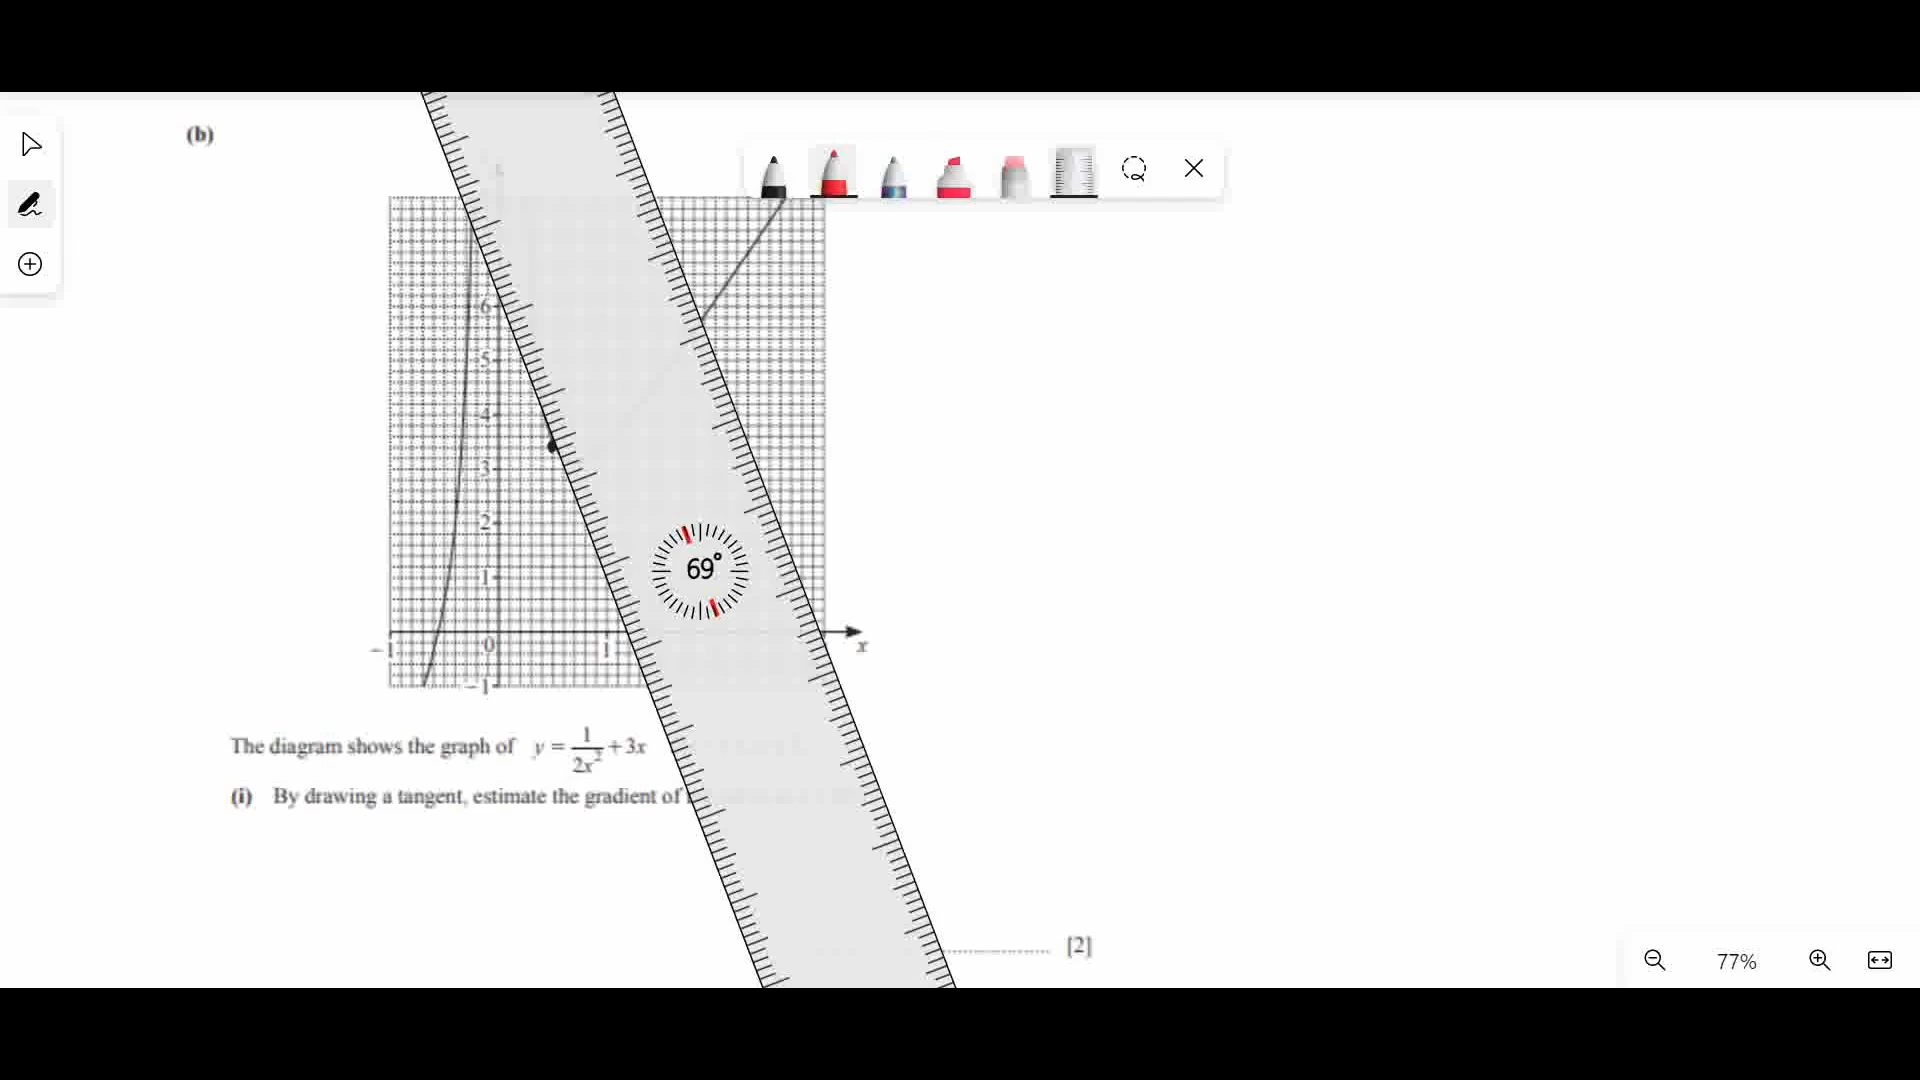 (b)
6
5
4
3
2
1
-1 0 1 x
-1
69°
The diagram shows the graph of y = 1/2x² + 3x
(i) By drawing a tangent, estimate the gradient of
[2]
77%